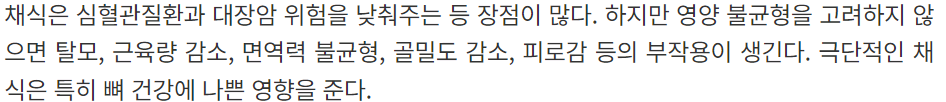 채식은 심혈관질환과 대장암 위험을 낮춰주는 등 장점이 많다. 하지만 영양 불균형을 고려하지 않
으면 탈모, 근육량 감소, 면역력 불균형, 골밀도 감소, 피로감 등의 부작용이 생긴다. 극단적인 채
식은 특히 뼈 건강에 나쁜 영향을 준다.